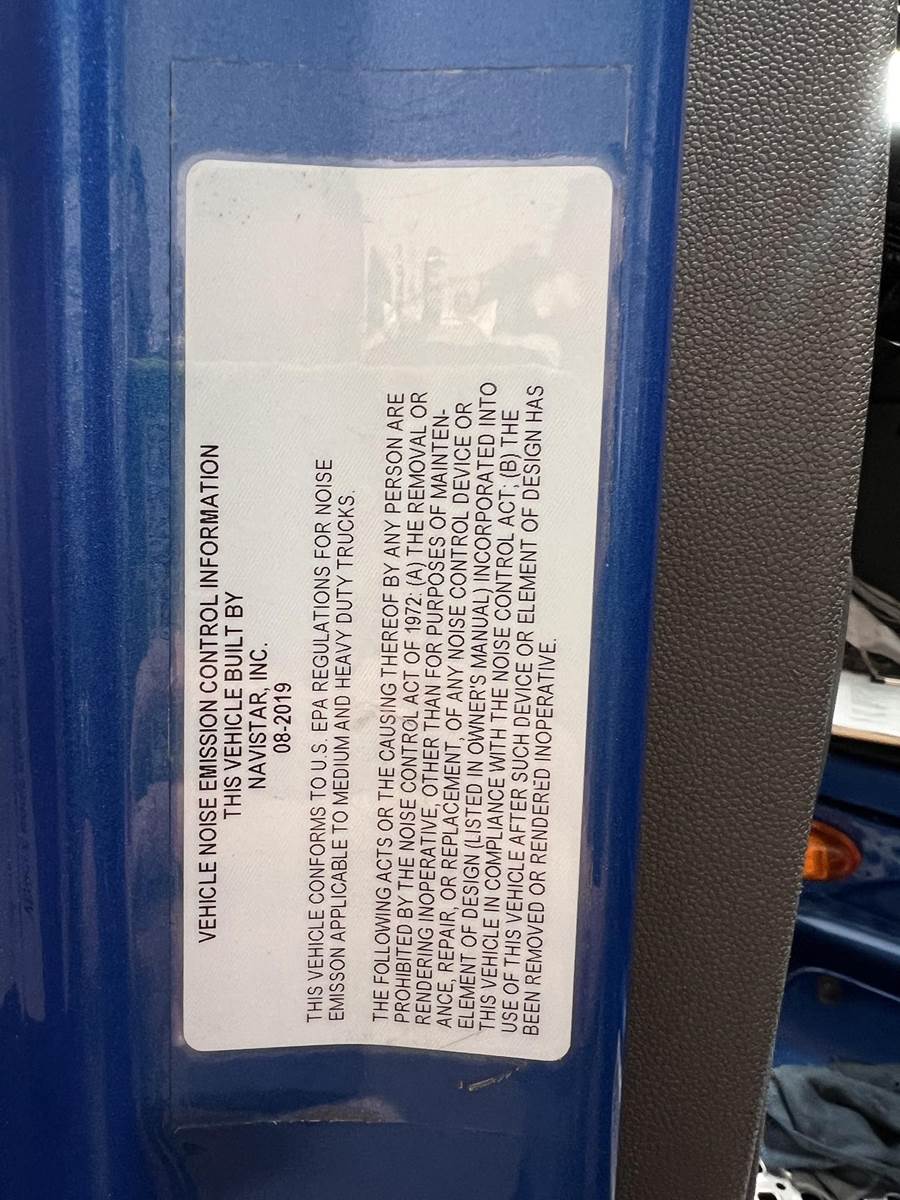 VEHICLE NOISE EMISSION CONTROL INFORMATION
THIS VEHICLE BUILT BY
NAVISTAR, INC.
08-2019
THIS VEHICLE CONFORMS TO U.S. EPA REGULATIONS FOR NOISE
EMISSON APPLICABLE TO MEDIUM AND HEAVY DUTY TRUCKS.
THE FOLLOWING ACTS OR THE CAUSING THEREOF BY ANY PERSON ARE
PROHIBITED BY THE NOISE CONTROL ACT OF 1972: (A) THE REMOVAL OR
RENDERING INOPERATIVE, OTHER THAN FOR PURPOSES OF MAINTEN-
ANCE, REPAIR, OR REPLACEMENT, OF ANY NOISE CONTROL DEVICE OR
ELEMENT OF DESIGN (LISTED IN OWNER'S MANUAL) INCORPORATED INTO
THIS VEHICLE IN COMPLIANCE WITH THE NOISE CONTROL ACT; (B) THE
USE OF THIS VEHICLE AFTER SUCH DEVICE OR ELEMENT OF DESIGN HAS
BEEN REMOVED OR RENDERED INOPERATIVE.